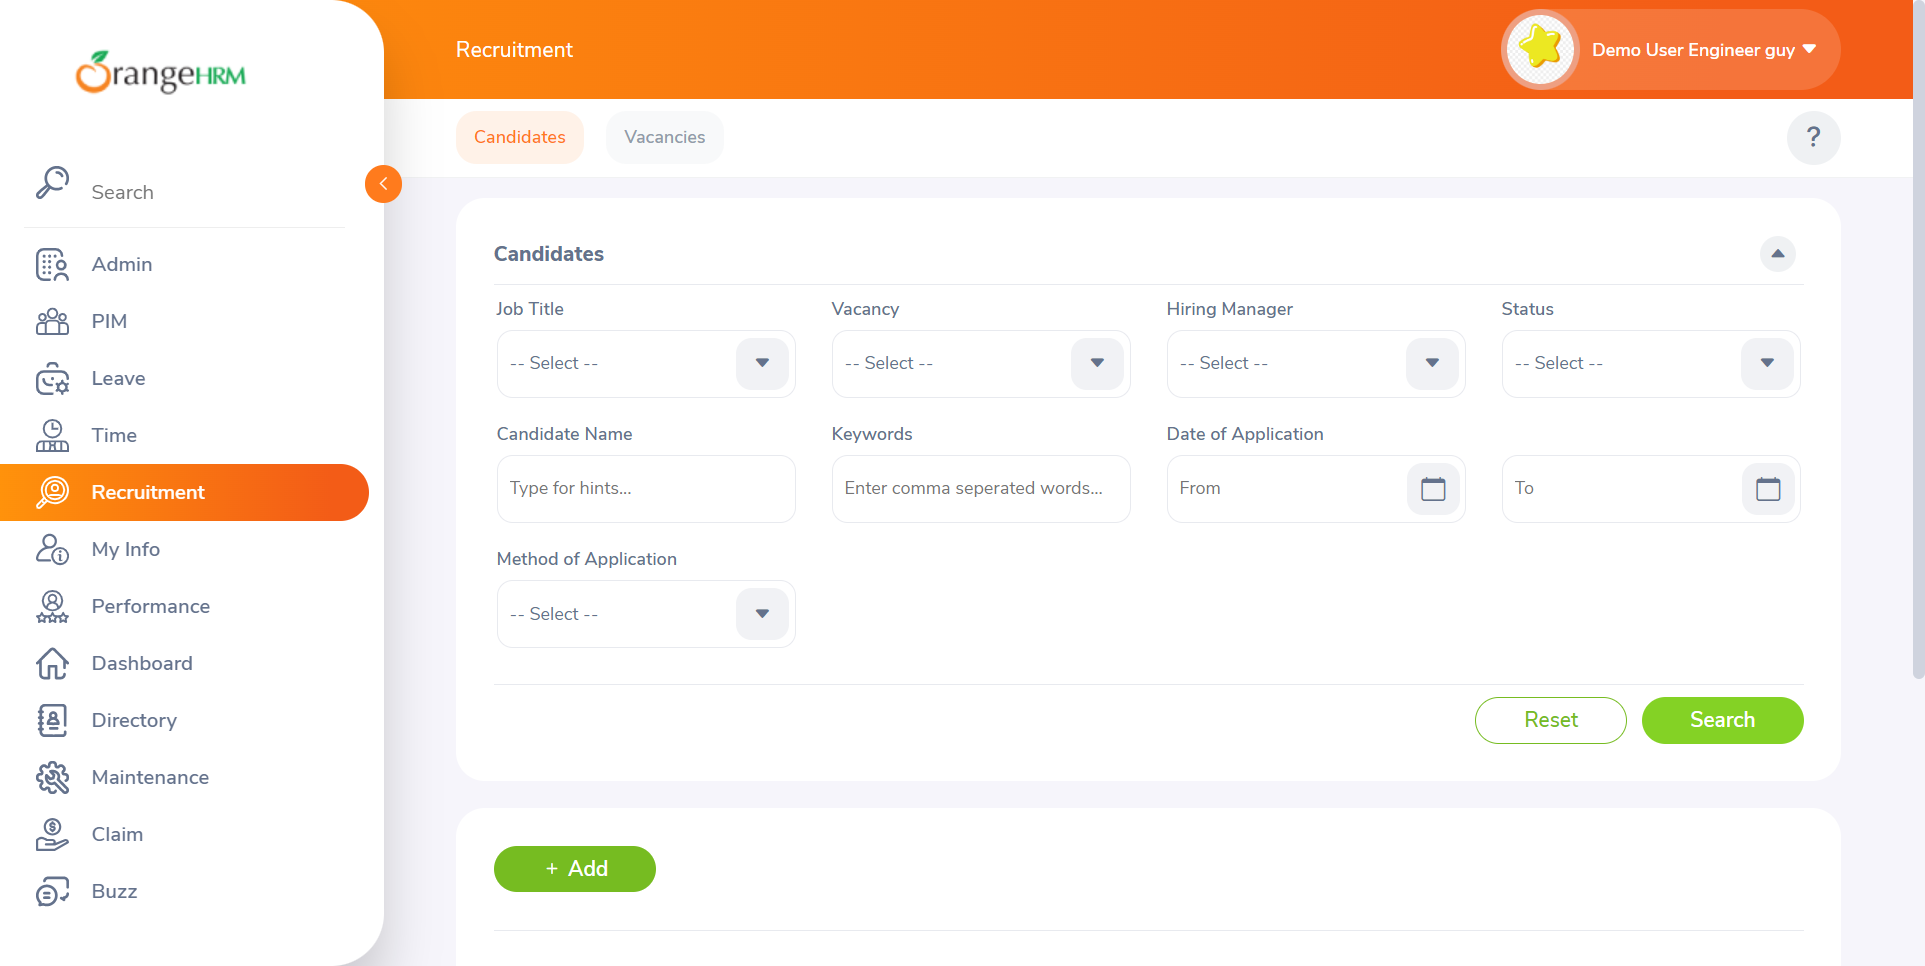 OrangeHRM
Recruitment
Demo User Engineer guy
Candidates
Vacancies
?
Search
Admin
PIM
Leave
Time
Recruitment
My Info
Performance
Dashboard
Directory
Maintenance
Claim
Buzz
Candidates
Job Title
Vacancy
Hiring Manager
Status
-- Select --
-- Select --
-- Select --
-- Select --
Candidate Name
Keywords
Date of Application
Type for hints...
Enter comma seperated words...
From
To
Method of Application
-- Select --
Reset
Search
+ Add